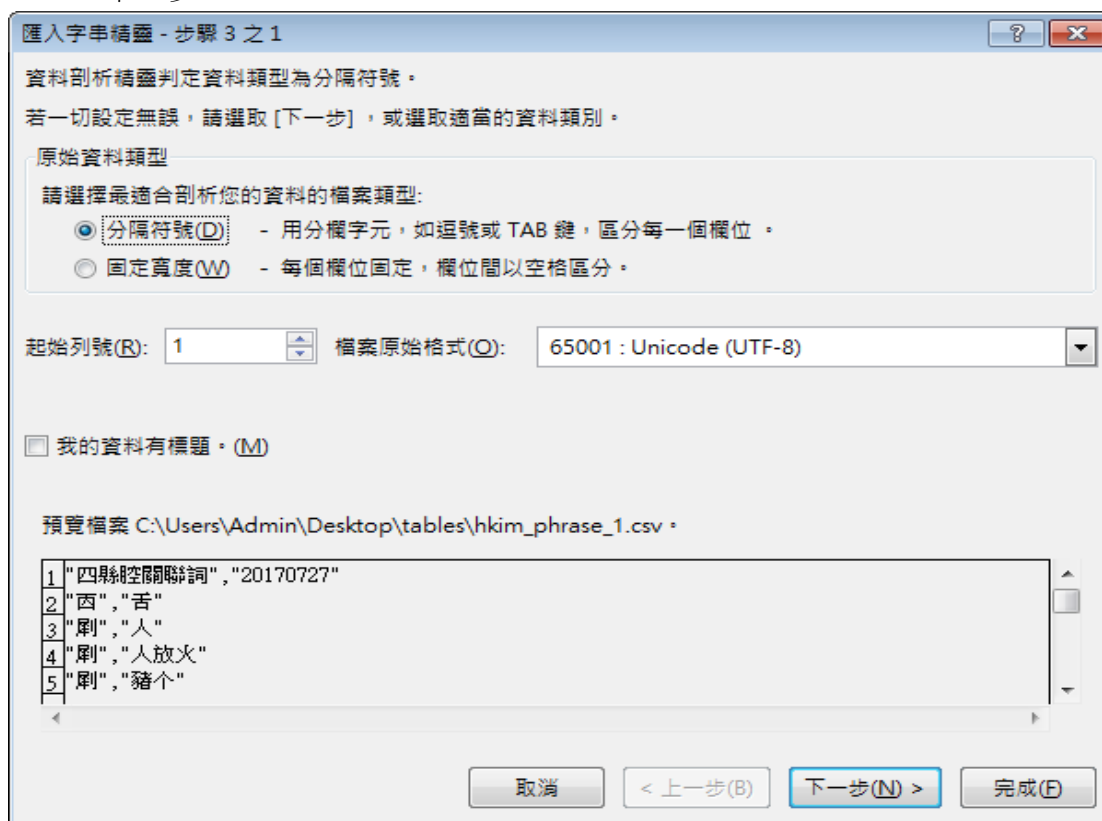 匯入字串精靈 - 步驟 3 之 1
資料剖析精靈判定資料類型為分隔符號。
若一切設定無誤，請選取 [下一步] ，或選取適當的資料類別。
原始資料類型
請選擇最適合剖析您的資料的檔案類型:
分隔符號(D) - 用分欄字元，如逗號或 TAB 鍵，區分每一個欄位 。
固定寬度(W) - 每個欄位固定，欄位間以空格區分。
起始列號(R): 1 檔案原始格式(O): 65001 : Unicode (UTF-8)
我的資料有標題。(M)
預覽檔案 C:\Users\Admin\Desktop\tables\hkim_phrase_1.csv。
1 "四縣腔關聯詞","20170727"
2 "㧒","舌"
3 "㓾","人"
4 "㓾","人放火"
5 "㓾","豬个"
取消 < 上一步(B) 下一步(N) > 完成(F)